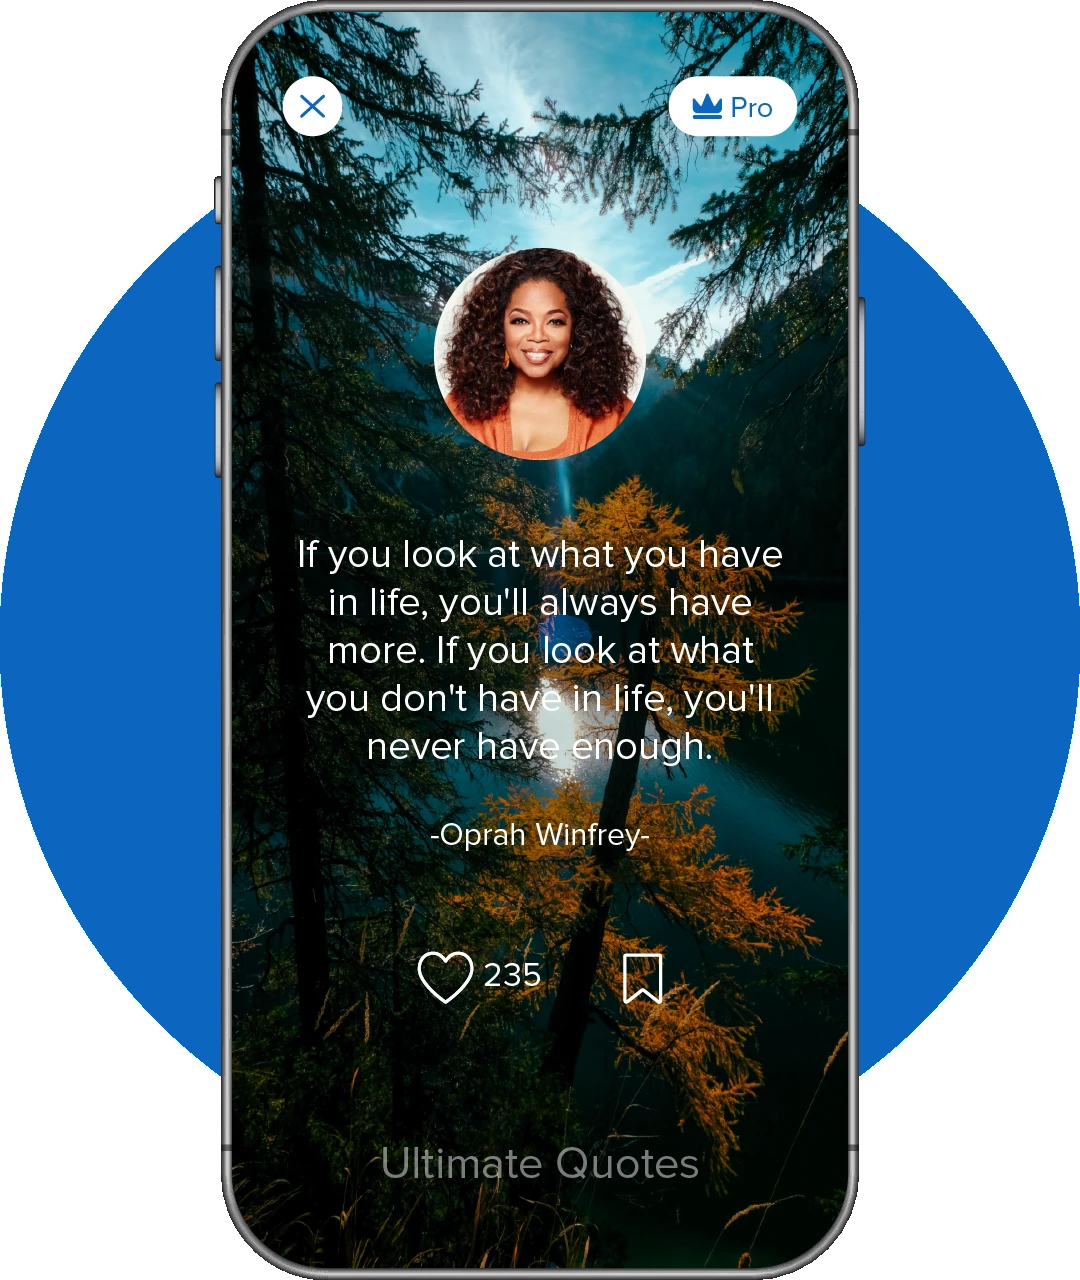 Pro
If you look at what you have
in life, you'll always have
more. If you look at what
you don't have in life, you'll
never have enough.
-Oprah Winfrey-
235
Ultimate Quotes